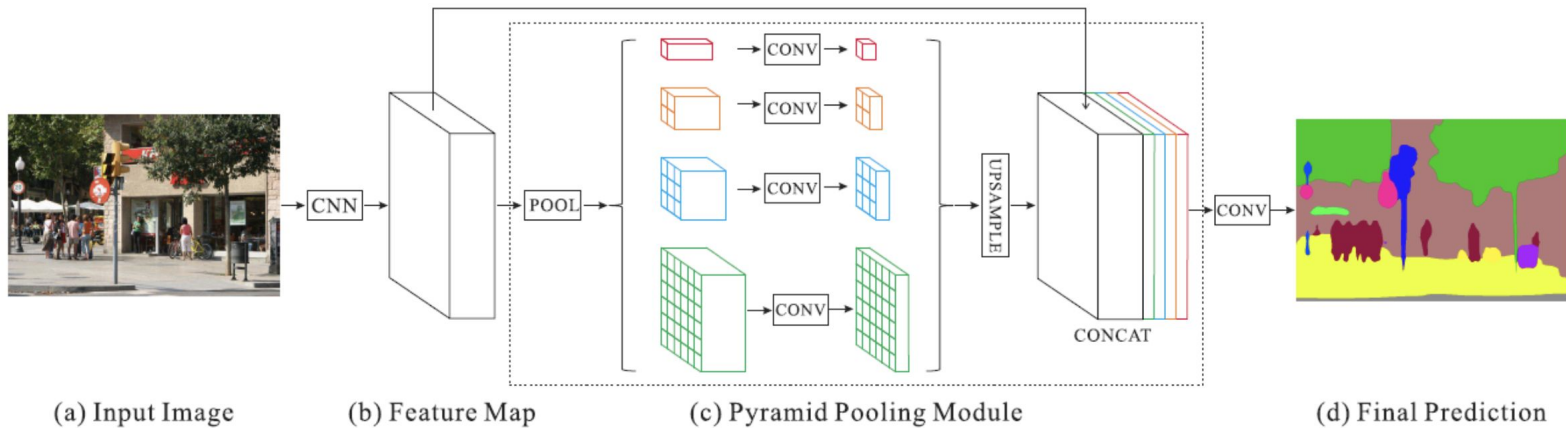 CONV
CONV
CNN
POOL
CONV
UPSAMPLE
CONV
CONV
CONCAT
(a) Input Image
(b) Feature Map
(c) Pyramid Pooling Module
(d) Final Prediction